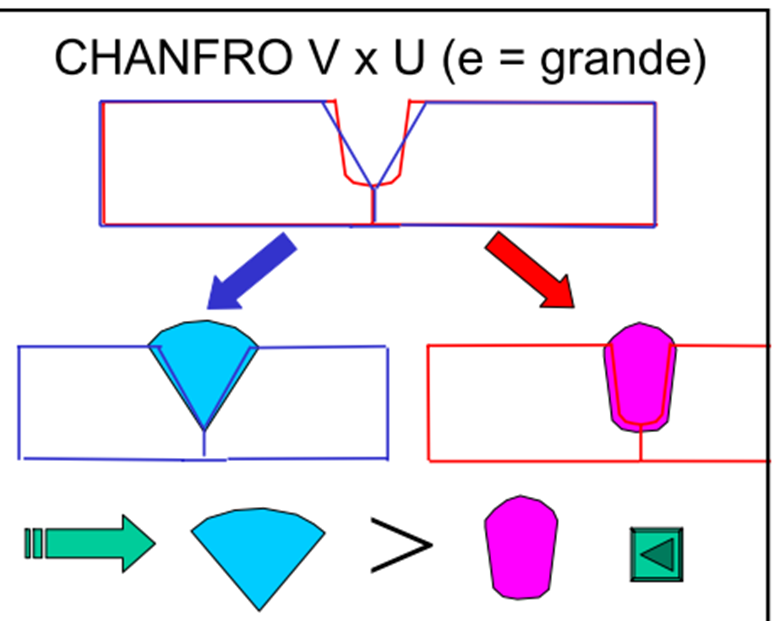 CHANFRO V x U (e = grande)
>